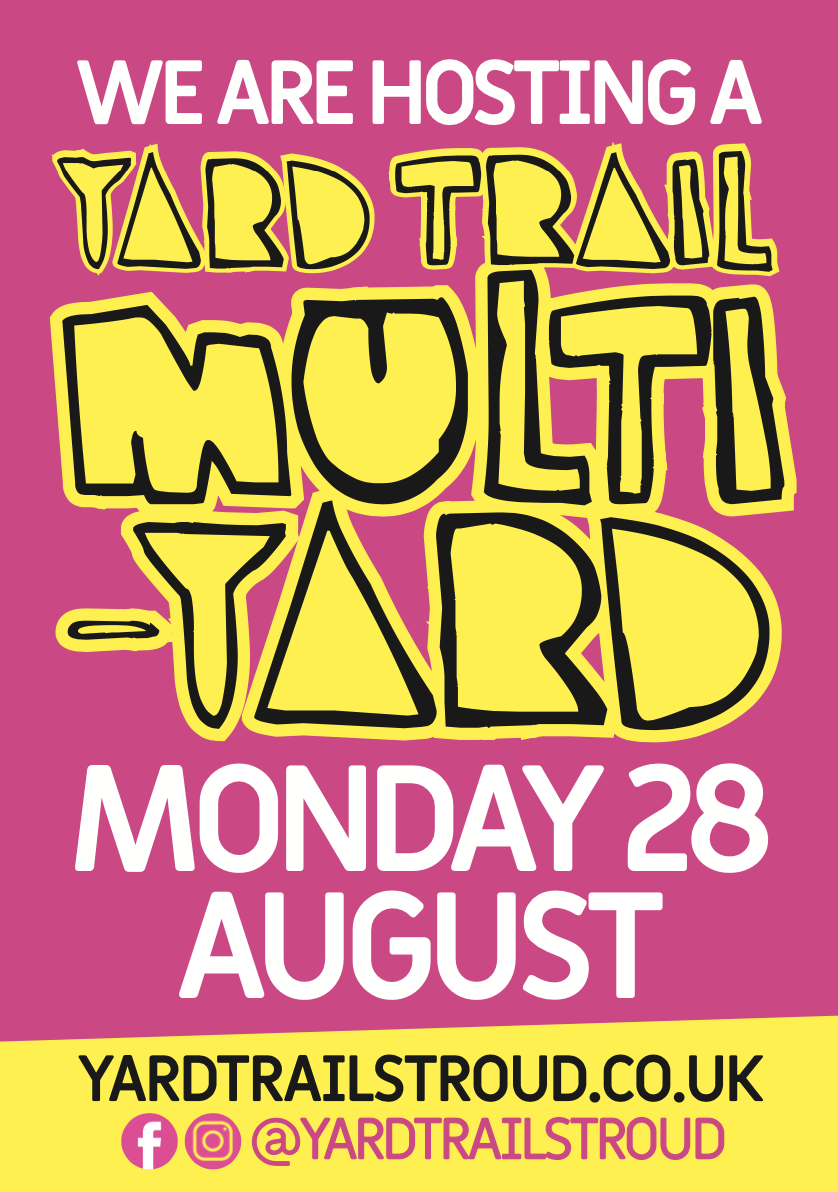 WE ARE HOSTING A
YARD TRAIL
MULTI
-YARD
MONDAY 28
AUGUST
YARDTRAILSTROUD.CO.UK
@YARDTRAILSTROUD